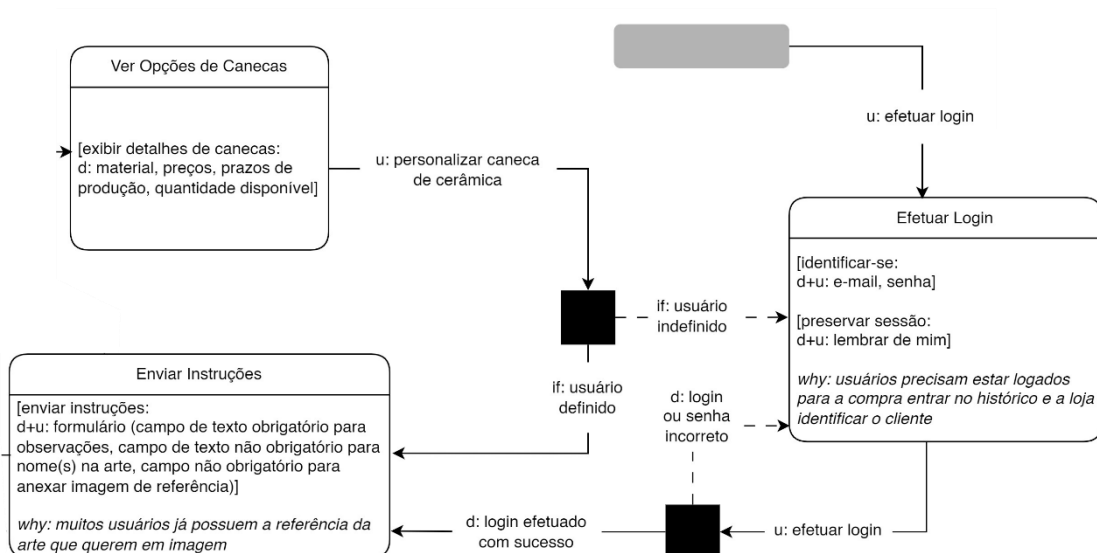 Ver Opções de Canecas
[exibir detalhes de canecas:
d: material, preços, prazos de
produção, quantidade disponível]
u: personalizar caneca
de cerâmica
u: efetuar login
Efetuar Login
[identificar-se:
d+u: e-mail, senha]
[preservar sessão:
d+u: lembrar de mim]
why: usuários precisam estar logados
para a compra entrar no histórico e a loja
identificar o cliente
if: usuário
indefinido
if: usuário
definido
d: login
ou senha
incorreto
Enviar Instruções
[enviar instruções:
d+u: formulário (campo de texto obrigatório para
observações, campo de texto não obrigatório para
nome(s) na arte, campo não obrigatório para
anexar imagem de referência)]
why: muitos usuários já possuem a referência da
arte que querem em imagem
d: login efetuado
com sucesso
u: efetuar login